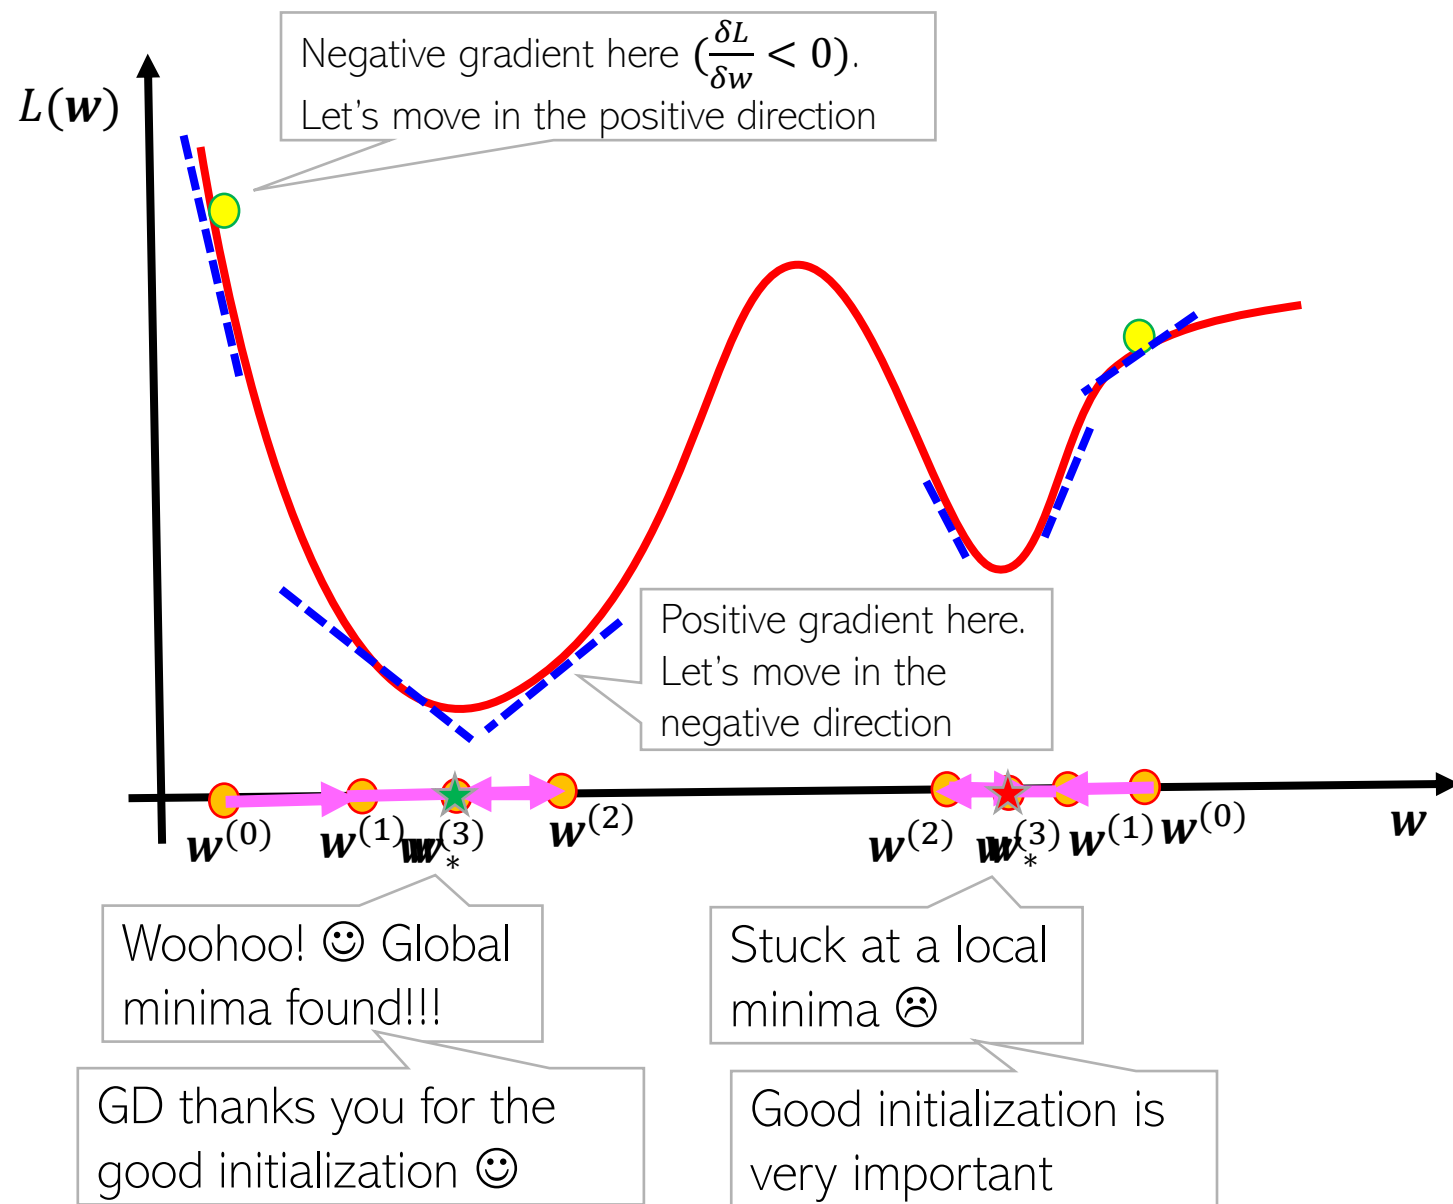 Negative gradient here (δL/δw < 0).
Let's move in the positive direction
L(w)
Positive gradient here.
Let's move in the
negative direction
w⁽⁰⁾ w⁽¹⁾ w⁽³⁾ w* w⁽²⁾ w⁽²⁾ w⁽³⁾ w* w⁽¹⁾ w⁽⁰⁾ w
Woohoo! ☺ Global
minima found!!!
GD thanks you for the
good initialization ☺
Stuck at a local
minima ☹
Good initialization is
very important